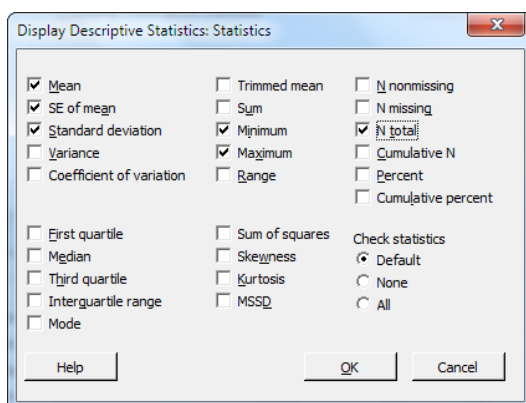 Display Descriptive Statistics: Statistics
Mean
SE of mean
Standard deviation
Variance
Coefficient of variation
Trimmed mean
Sum
Minimum
Maximum
Range
N nonmissing
N missing
N total
Cumulative N
Percent
Cumulative percent
First quartile
Median
Third quartile
Interquartile range
Mode
Sum of squares
Skewness
Kurtosis
MSSD
Check statistics
Default
None
All
Help
OK
Cancel